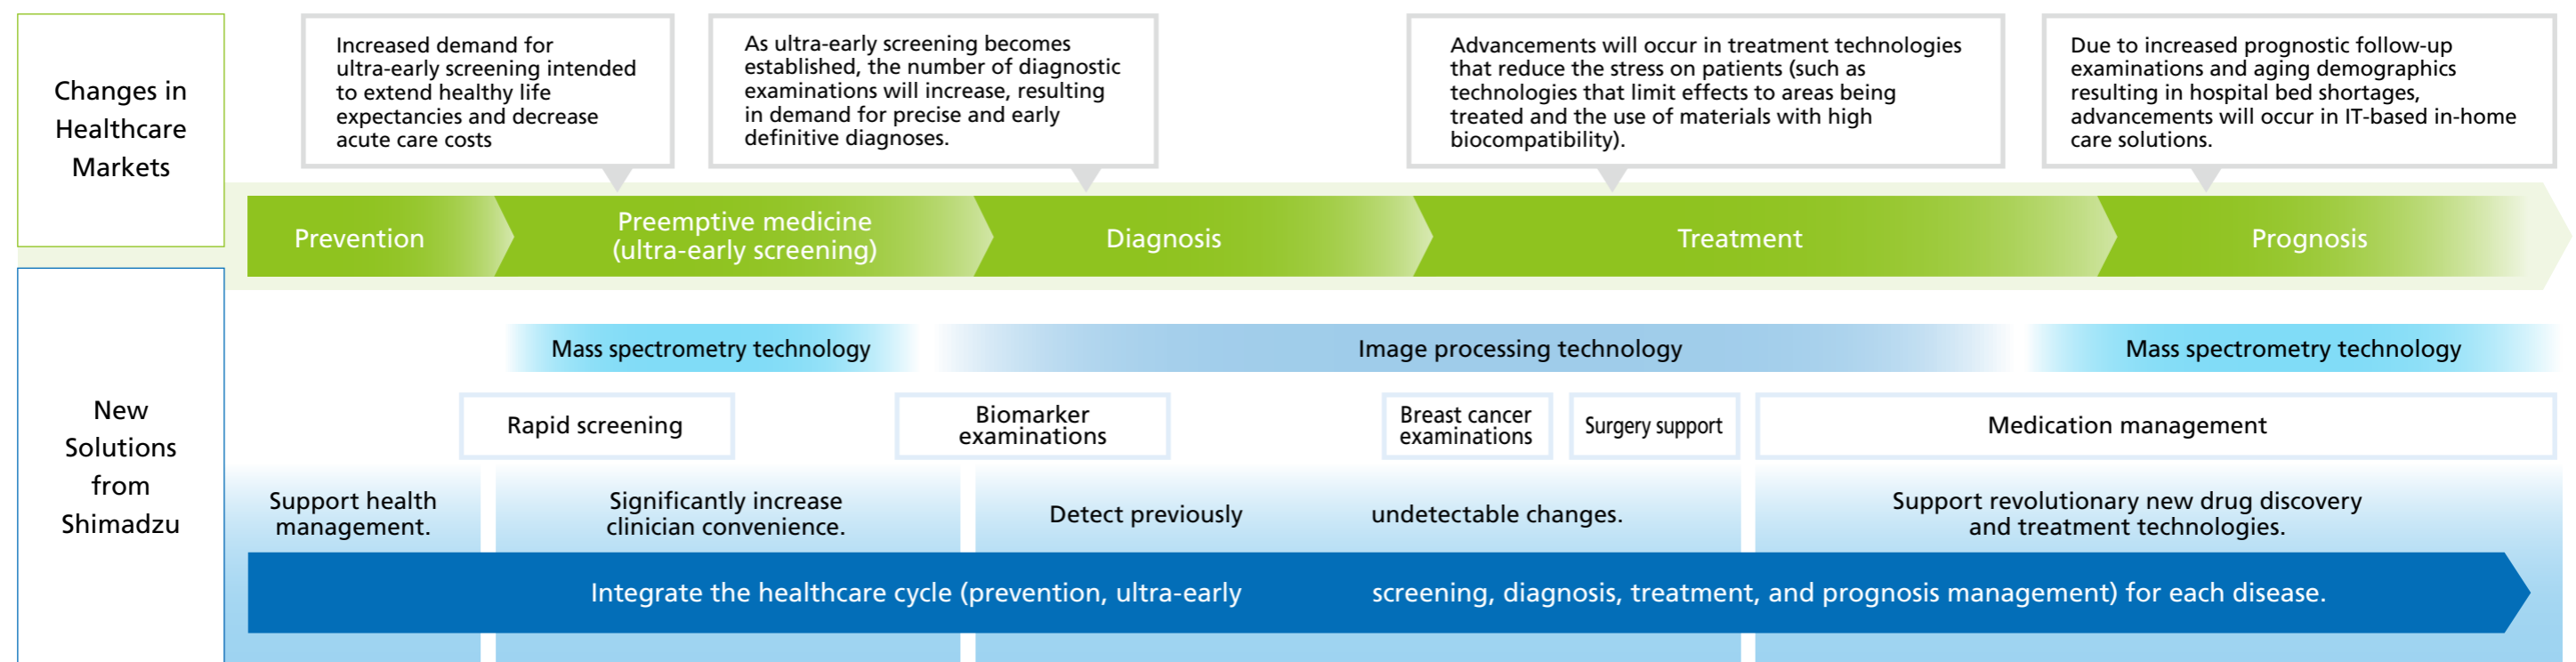 Changes in
Healthcare
Markets
Increased demand for
ultra-early screening intended
to extend healthy life
expectancies and decrease
acute care costs
As ultra-early screening becomes
established, the number of diagnostic
examinations will increase, resulting
in demand for precise and early
definitive diagnoses.
Advancements will occur in treatment technologies
that reduce the stress on patients (such as
technologies that limit effects to areas being
treated and the use of materials with high
biocompatibility).
Due to increased prognostic follow-up
examinations and aging demographics
resulting in hospital bed shortages,
advancements will occur in IT-based in-home
care solutions.
Prevention
Preemptive medicine
(ultra-early screening)
Diagnosis
Treatment
Prognosis
New
Solutions
from
Shimadzu
Mass spectrometry technology
Image processing technology
Mass spectrometry technology
Rapid screening
Biomarker
examinations
Breast cancer
examinations
Surgery support
Medication management
Support health
management.
Significantly increase
clinician convenience.
Detect previously undetectable changes.
Support revolutionary new drug discovery
and treatment technologies.
Integrate the healthcare cycle (prevention, ultra-early screening, diagnosis, treatment, and prognosis management) for each disease.